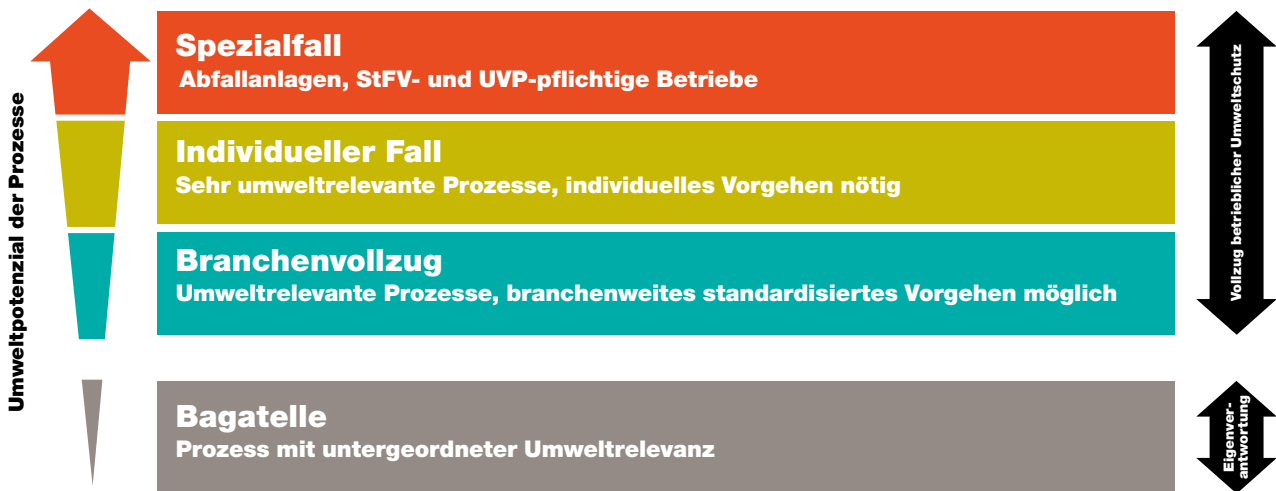 Umweltpotenzial der Prozesse
Spezialfall
Abfallanlagen, StFV- und UVP-pflichtige Betriebe
Individueller Fall
Sehr umweltrelevante Prozesse, individuelles Vorgehen nötig
Branchenvollzug
Umweltrelevante Prozesse, branchenweites standardisiertes Vorgehen möglich
Bagatelle
Prozess mit untergeordneter Umweltrelevanz
Vollzug betrieblicher Umweltschutz
Eigenver-
antwortung